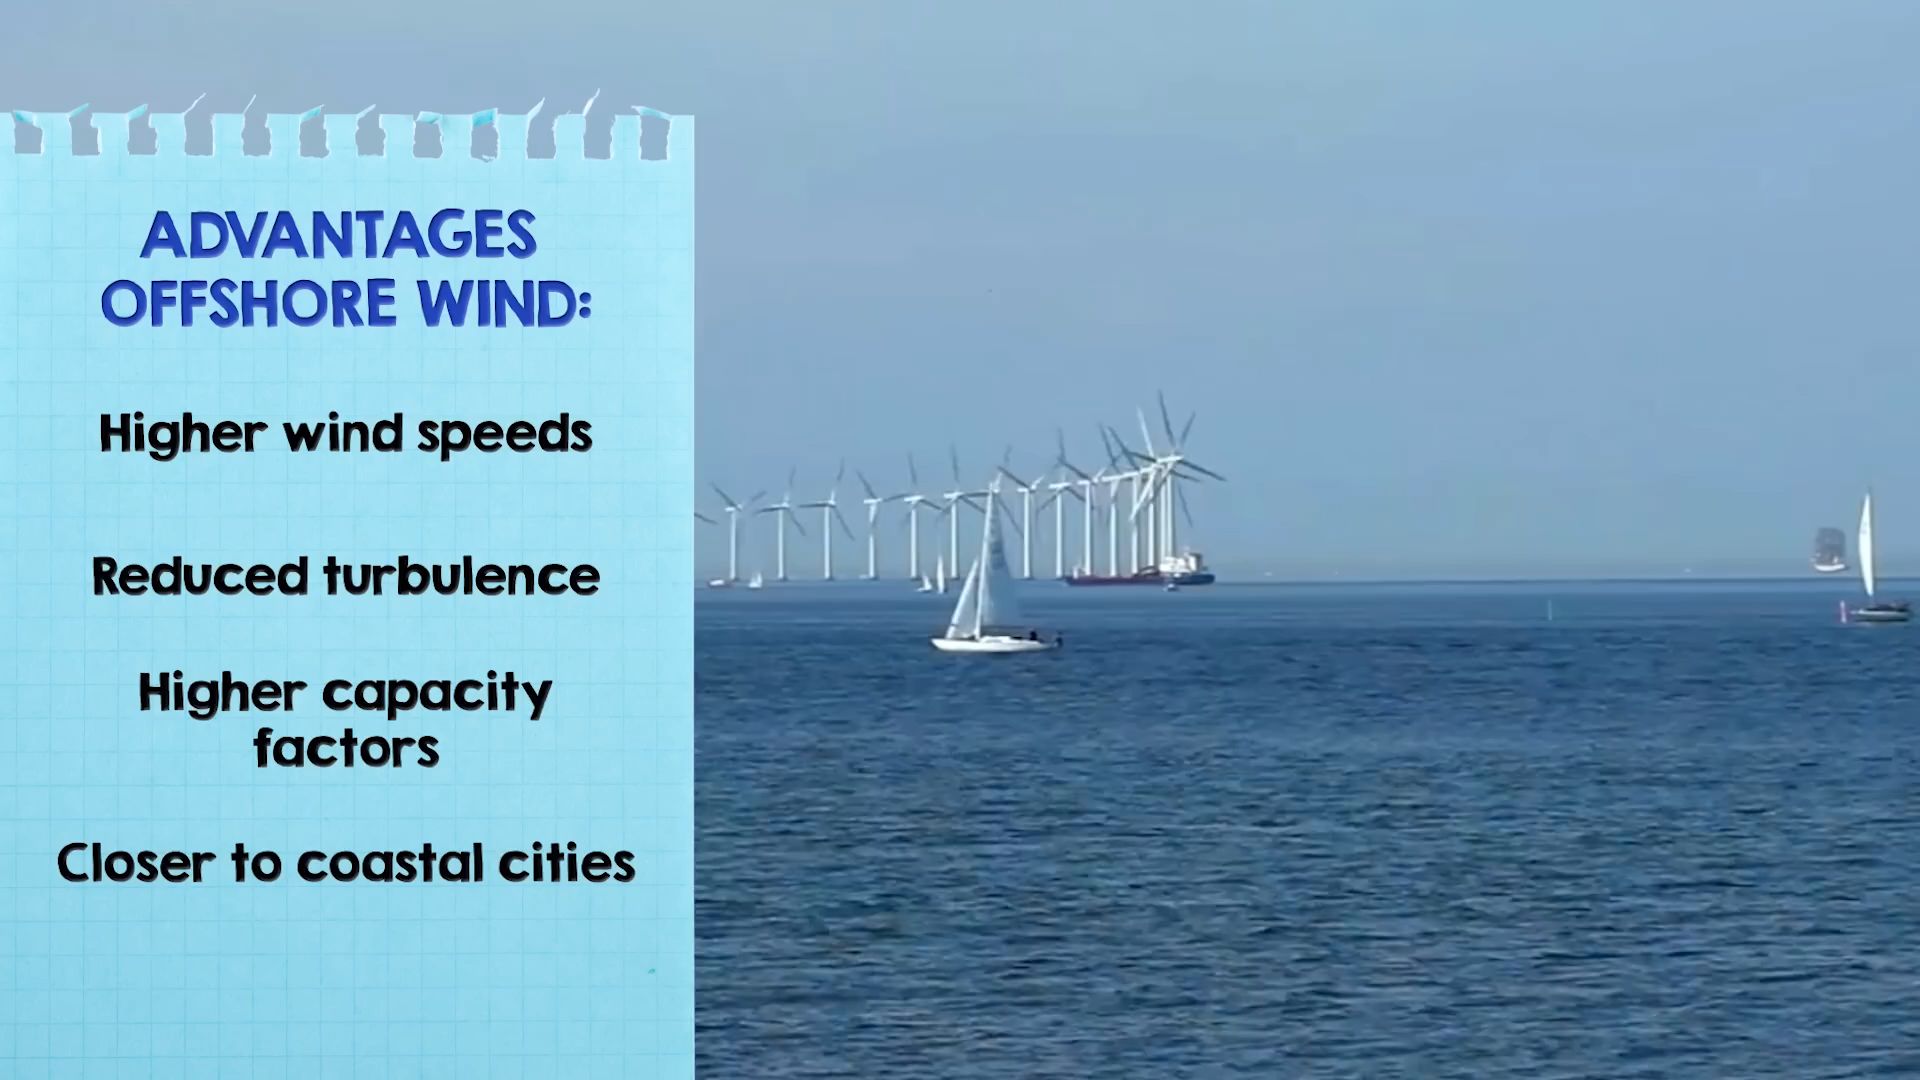 ADVANTAGES
OFFSHORE WIND:
Higher wind speeds
Reduced turbulence
Higher capacity
factors
Closer to coastal cities